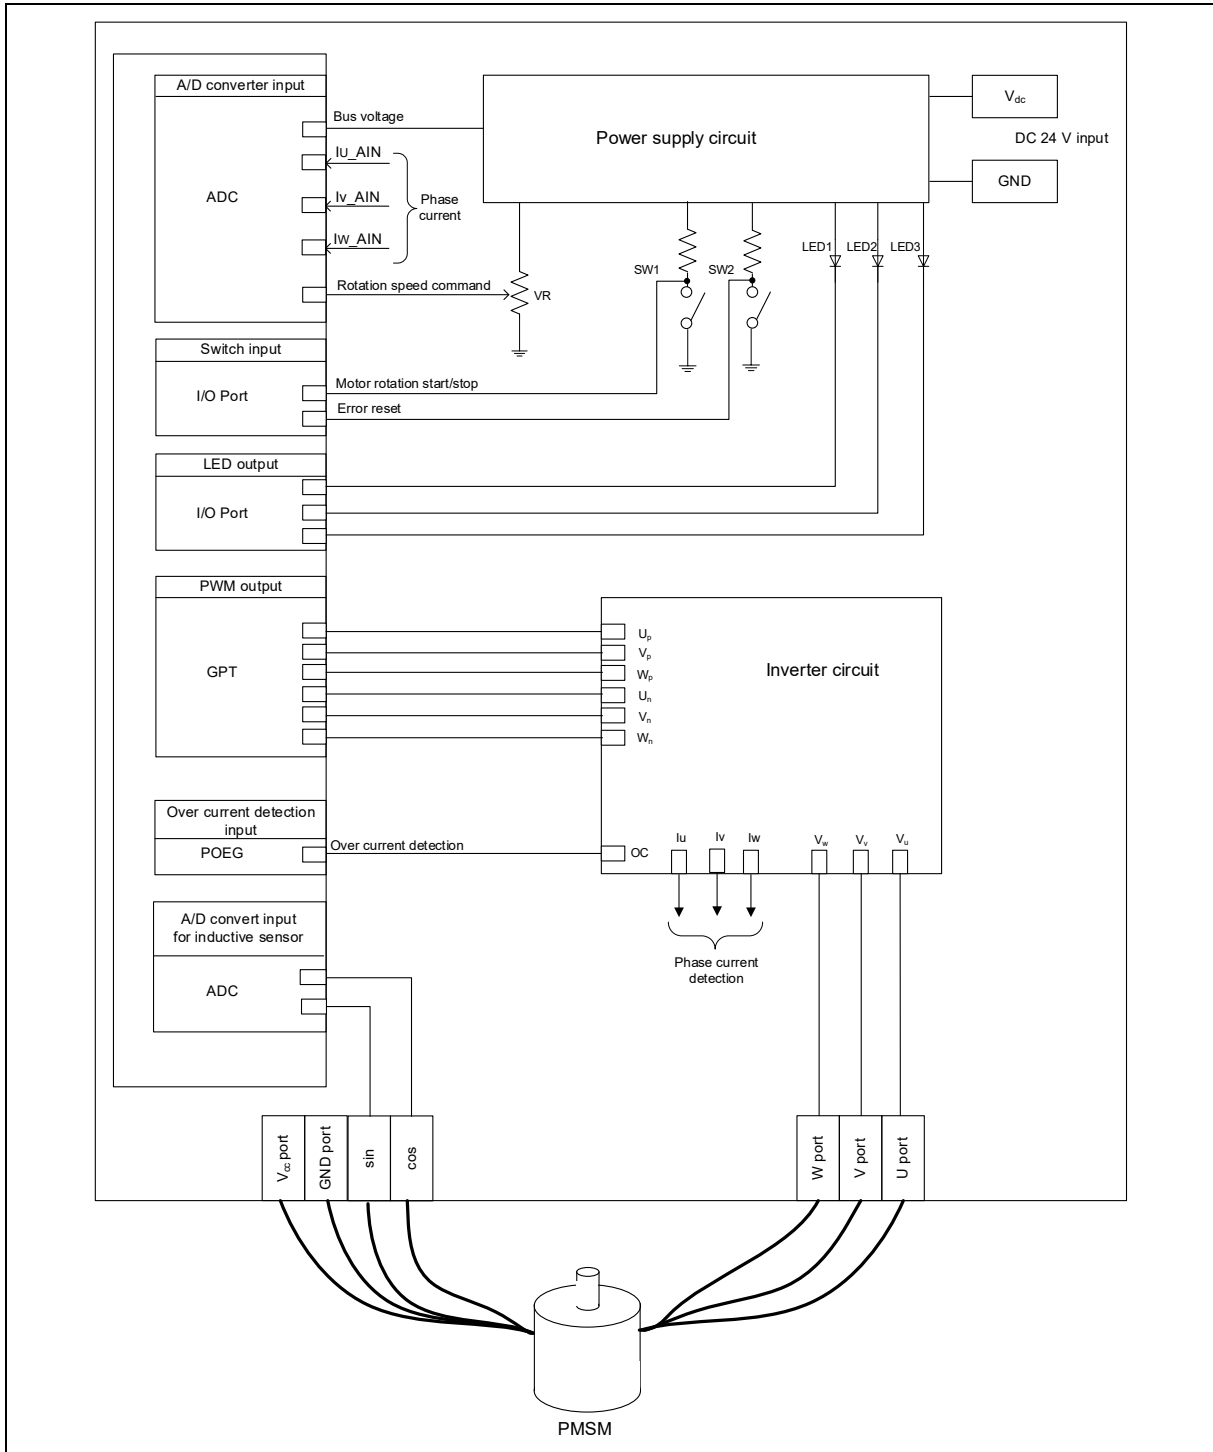 A/D converter input
ADC
Bus voltage
IU_AIN
Iv_AIN
IW_AIN
Phase
current
Rotation speed command
VR
Power supply circuit
Vdc
DC 24 V input
GND
SW1
SW2
LED1
LED2
LED3
Switch input
I/O Port
Motor rotation start/stop
Error reset
LED output
I/O Port
PWM output
GPT
Up
Vp
Wp
Un
Vn
Wn
Inverter circuit
Over current detection
input
POEG
Over current detection
OC
Iu
Iv
Iw
Vw
Vv
Vu
Phase current
detection
A/D convert input
for inductive sensor
ADC
Vcc port
GND port
sin
cos
W port
V port
U port
PMSM